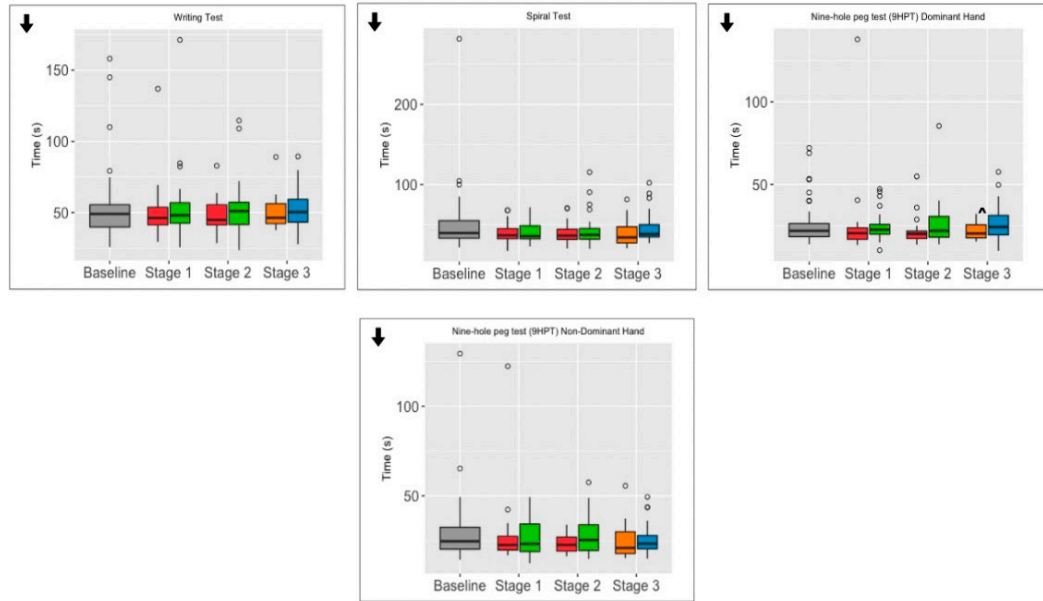 Writing Test
Time (s)
150
100
50
Baseline Stage 1 Stage 2 Stage 3
Spiral Test
Time (s)
200
100
Baseline Stage 1 Stage 2 Stage 3
Nine-hole peg test (9HPT) Dominant Hand
Time (s)
100
50
^
Baseline Stage 1 Stage 2 Stage 3
Nine-hole peg test (9HPT) Non-Dominant Hand
Time (s)
100
50
Baseline Stage 1 Stage 2 Stage 3